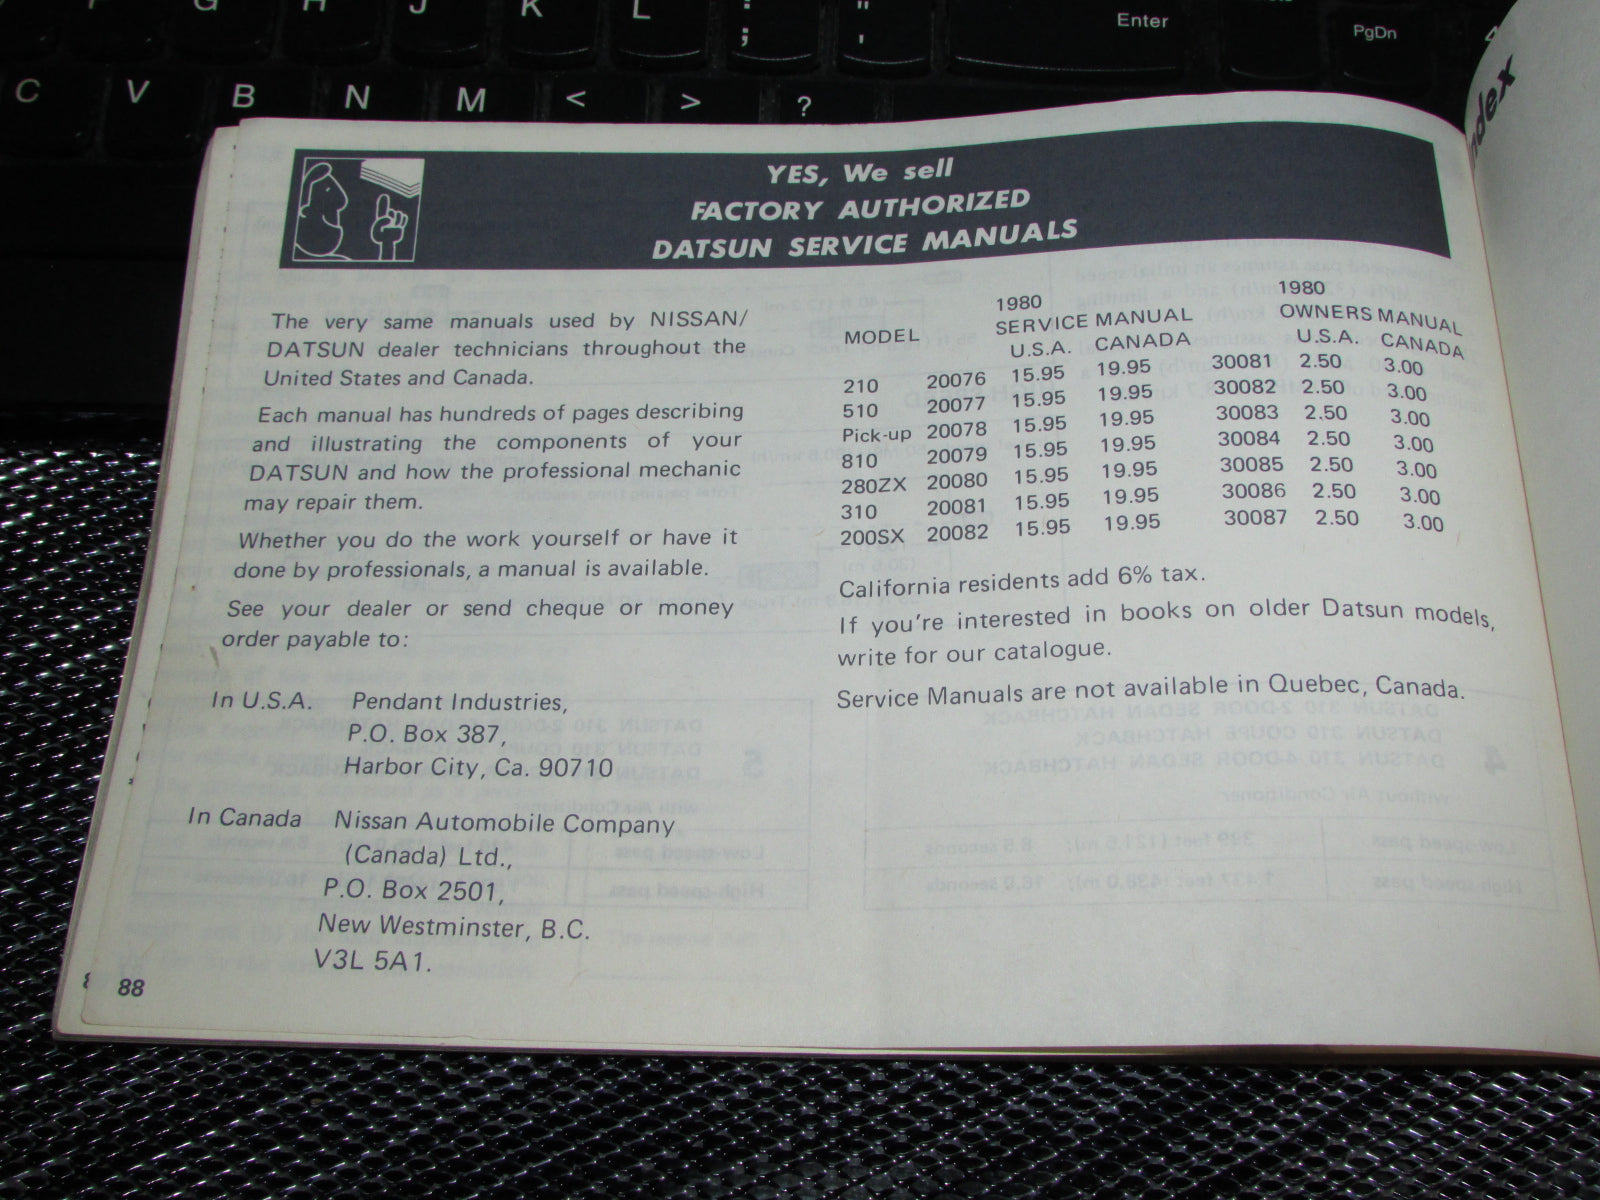 G H J K L : ; " '
Enter
PgDn
C V B N M < > ?
YES, We sell
FACTORY AUTHORIZED
DATSUN SERVICE MANUALS
The very same manuals used by NISSAN/
DATSUN dealer technicians throughout the
United States and Canada.
Each manual has hundreds of pages describing
and illustrating the components of your
DATSUN and how the professional mechanic
may repair them.
Whether you do the work yourself or have it
done by professionals, a manual is available.
See your dealer or send cheque or money
order payable to:
In U.S.A. Pendant Industries,
P.O. Box 387,
Harbor City, Ca. 90710
In Canada Nissan Automobile Company
(Canada) Ltd.,
P.O. Box 2501,
New Westminster, B.C.
V3L 5A1.
88
1980 1980
MODEL SERVICE MANUAL OWNERS MANUAL
U.S.A. CANADA U.S.A. CANADA
210 20076 15.95 19.95 30081 2.50 3.00
510 20077 15.95 19.95 30082 2.50 3.00
Pick-up 20078 15.95 19.95 30083 2.50 3.00
810 20079 15.95 19.95 30084 2.50 3.00
280ZX 20080 15.95 19.95 30085 2.50 3.00
310 20081 15.95 19.95 30086 2.50 3.00
200SX 20082 15.95 19.95 30087 2.50 3.00
California residents add 6% tax.
If you're interested in books on older Datsun models,
write for our catalogue.
Service Manuals are not available in Quebec, Canada.
ndex